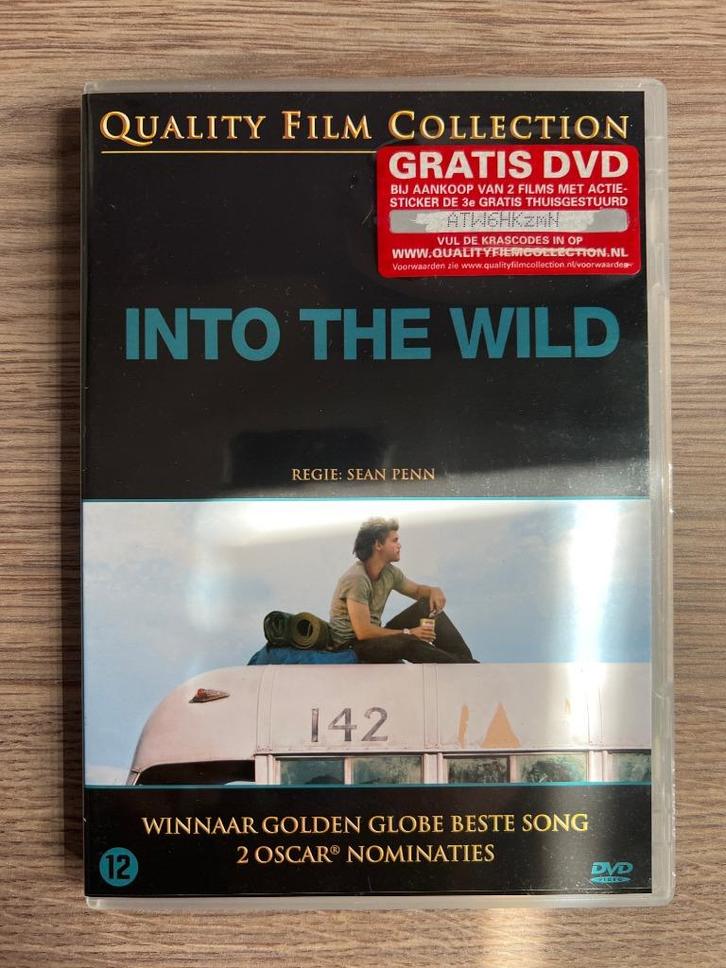 QUALITY FILM COLLECTION
GRATIS DVD
BIJ AANKOOP VAN 2 FILMS MET ACTIE-
STICKER DE 3e GRATIS THUISGESTUURD
ATW6HKzmN
VUL DE KRASCODES IN OP
WWW.QUALITYFILMCOLLECTION.NL
Voorwaarden zie www.qualityfilmcollection.nl/voorwaarden
INTO THE WILD
REGIE: SEAN PENN
142
WINNAAR GOLDEN GLOBE BESTE SONG
2 OSCAR® NOMINATIES
12
DVD
VIDEO